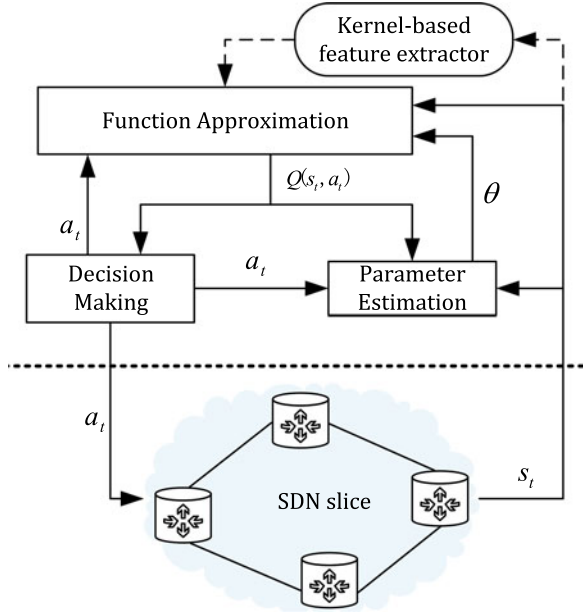 Kernel-based
feature extractor
Function Approximation
Q(s_t, a_t)
θ
a_t
a_t
Decision
Making
Parameter
Estimation
a_t
s_t
SDN slice